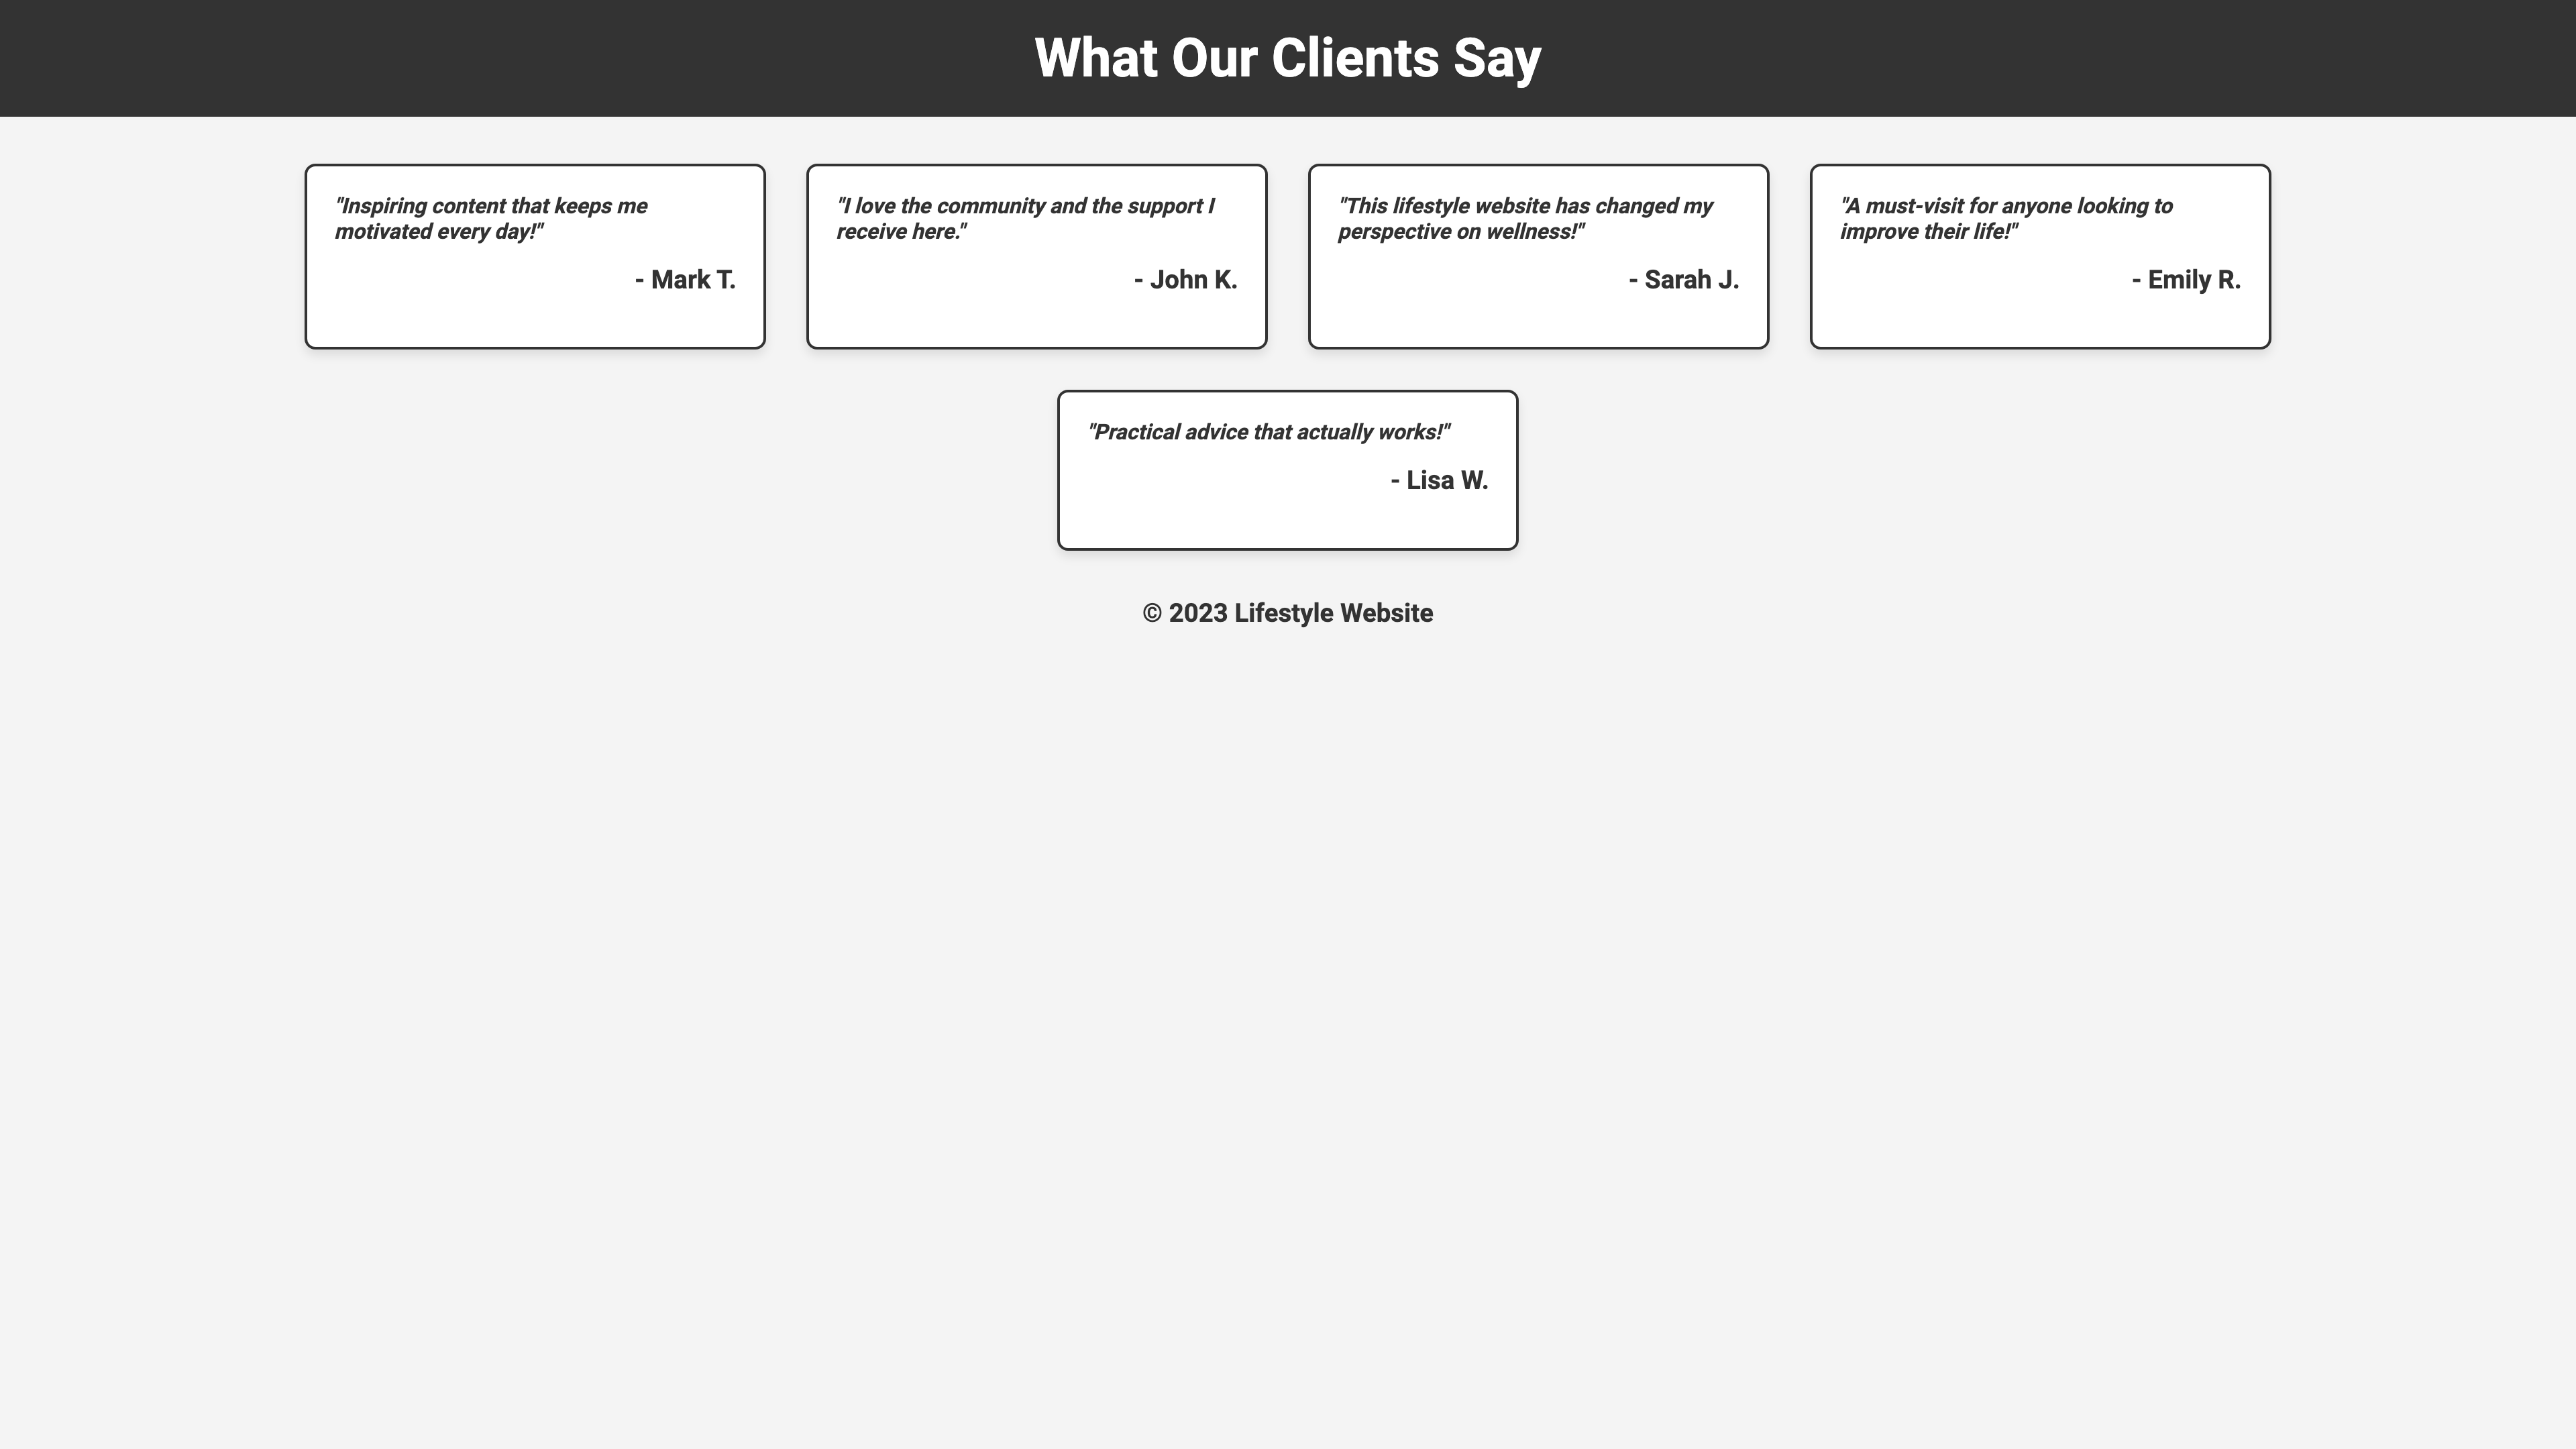 What Our Clients Say
"Inspiring content that keeps me
motivated every day!"
- Mark T.
"I love the community and the support I
receive here."
- John K.
"This lifestyle website has changed my
perspective on wellness!"
- Sarah J.
"A must-visit for anyone looking to
improve their life!"
- Emily R.
"Practical advice that actually works!"
- Lisa W.
© 2023 Lifestyle Website